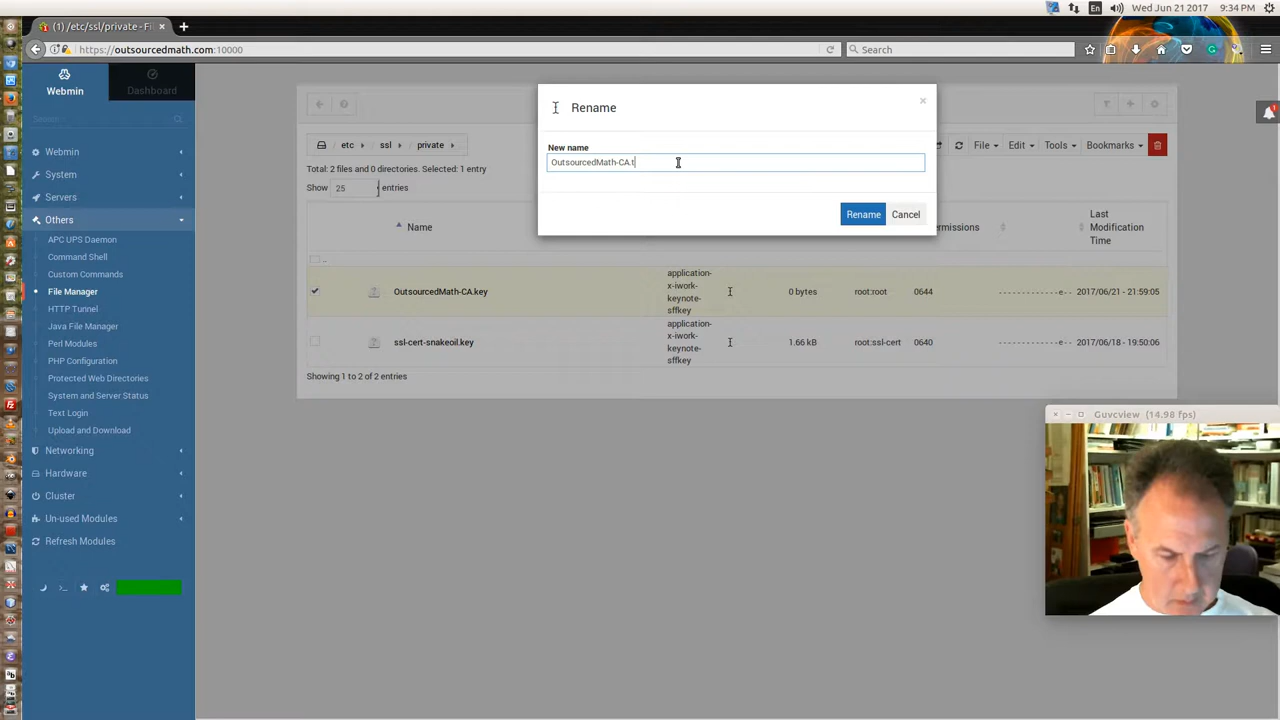 En
Wed Jun 21 2017
9:34 PM
(1) /etc/ssl/private - Fi
https://outsourcedmath.com:10000
Search
Webmin
Dashboard
Search
Webmin
System
Servers
Others
APC UPS Daemon
Command Shell
Custom Commands
File Manager
HTTP Tunnel
Java File Manager
Perl Modules
PHP Configuration
Protected Web Directories
System and Server Status
Text Login
Upload and Download
Networking
Hardware
Cluster
Un-used Modules
Refresh Modules
etc
ssl
private
File
Edit
Tools
Bookmarks
Total: 2 files and 0 directories. Selected: 1 entry
Show 25 entries
Rename
New name
OutsourcedMath-CA.t
Rename
Cancel
Name
ermissions
Last
Modification
Time
..
OutsourcedMath-CA.key
application-
x-iwork-
keynote-
sffkey
0 bytes
root:root
0644
-------------e--
2017/06/21 - 21:59:05
ssl-cert-snakeoil.key
application-
x-iwork-
keynote-
sffkey
1.66 kB
root:ssl-cert
0640
-------------e--
2017/06/18 - 19:50:06
Showing 1 to 2 of 2 entries
Guvcview (14.98 fps)